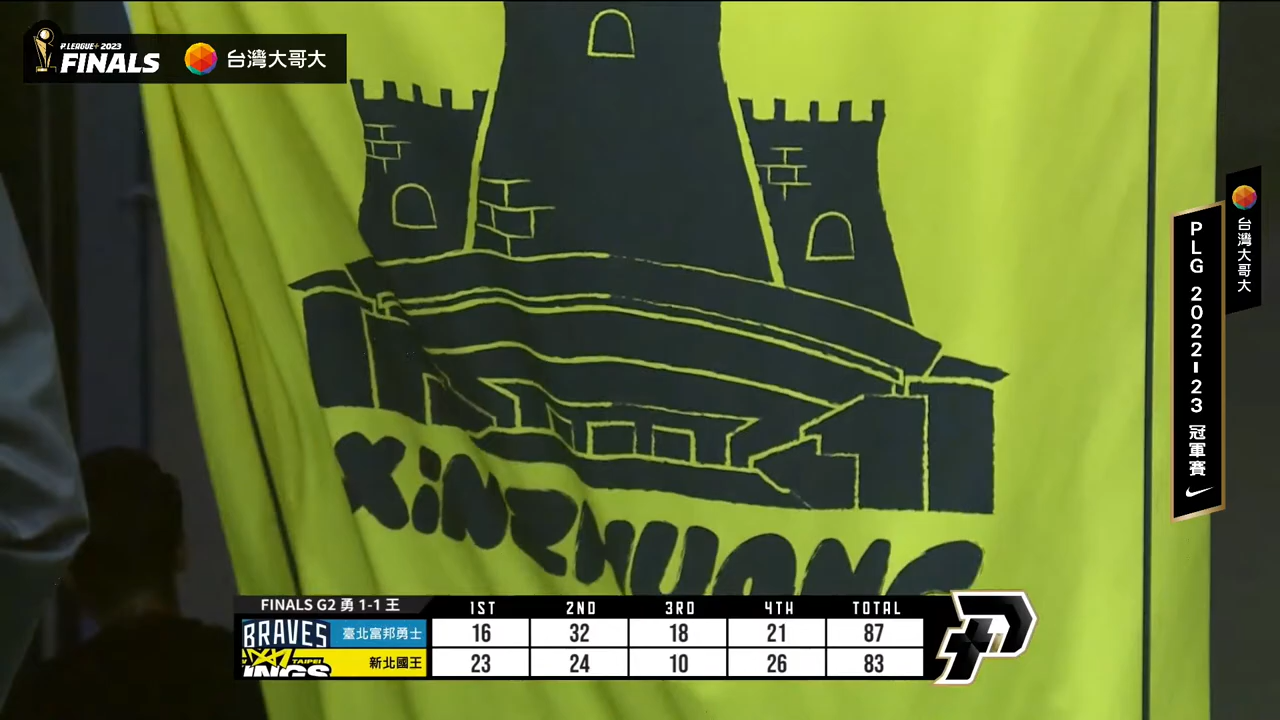 P. LEAGUE+ 2023
FINALS
台灣大哥大
台灣大哥大
PLG 2022-23 冠軍賽
XiNZHUANG
FINALS G2 勇 1-1 王 1ST 2ND 3RD 4TH TOTAL
BRAVES 臺北富邦勇士 16 32 18 21 87
TAIPEI
KINGS 新北國王 23 24 10 26 83